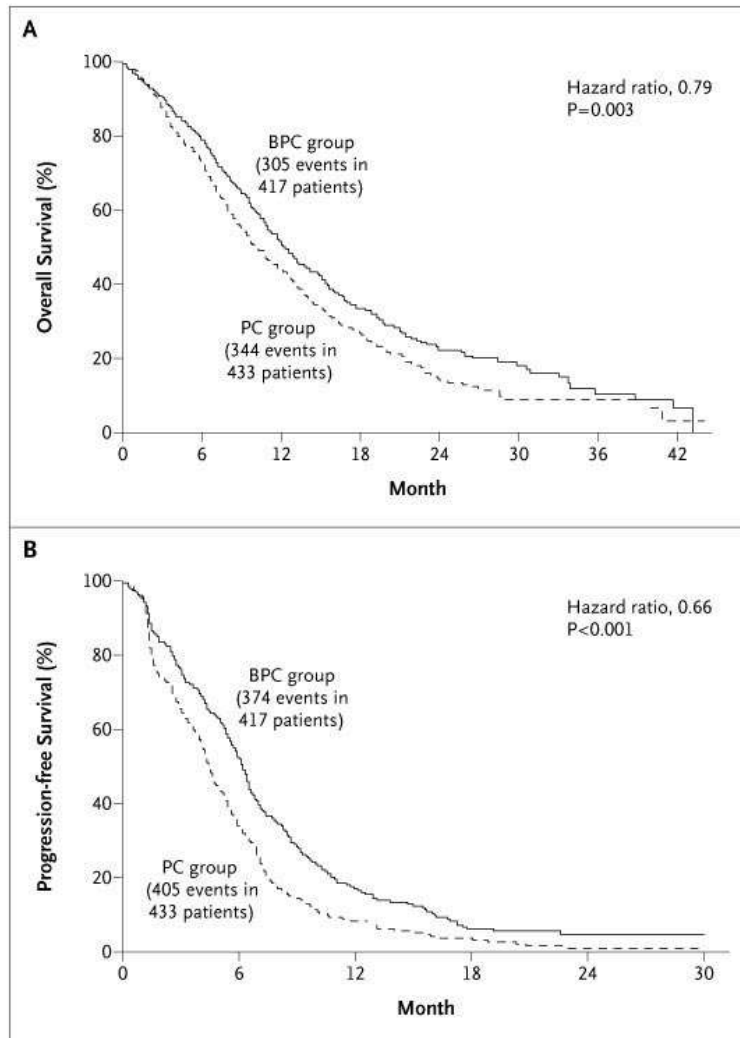 A
100
80
60
40
20
0
Overall Survival (%)
Hazard ratio, 0.79
P=0.003
BPC group
(305 events in
417 patients)
PC group
(344 events in
433 patients)
0 6 12 18 24 30 36 42
Month
B
100
80
60
40
20
0
Progression-free Survival (%)
Hazard ratio, 0.66
P<0.001
BPC group
(374 events in
417 patients)
PC group
(405 events in
433 patients)
0 6 12 18 24 30
Month